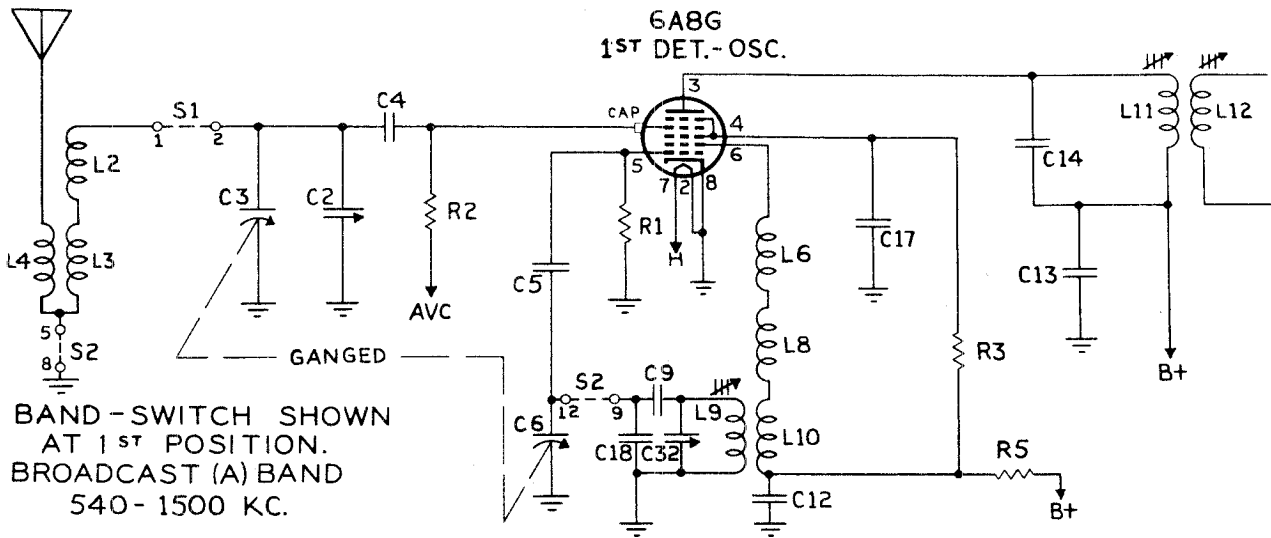 6A8G
1ST DET.-OSC.
3
S1
C4
CAP
4
L11
L12
1
2
5
6
L2
7
2
8
C14
C3
C2
R2
R1
C17
L4
L3
H
L6
C13
C5
AVC
5
S2
8
GANGED
L8
R3
B+
S2
C9
12
9
L9
BAND-SWITCH SHOWN
AT 1ST POSITION.
BROADCAST (A) BAND
540-1500 KC.
C6
C18
C32
L10
R5
C12
B+